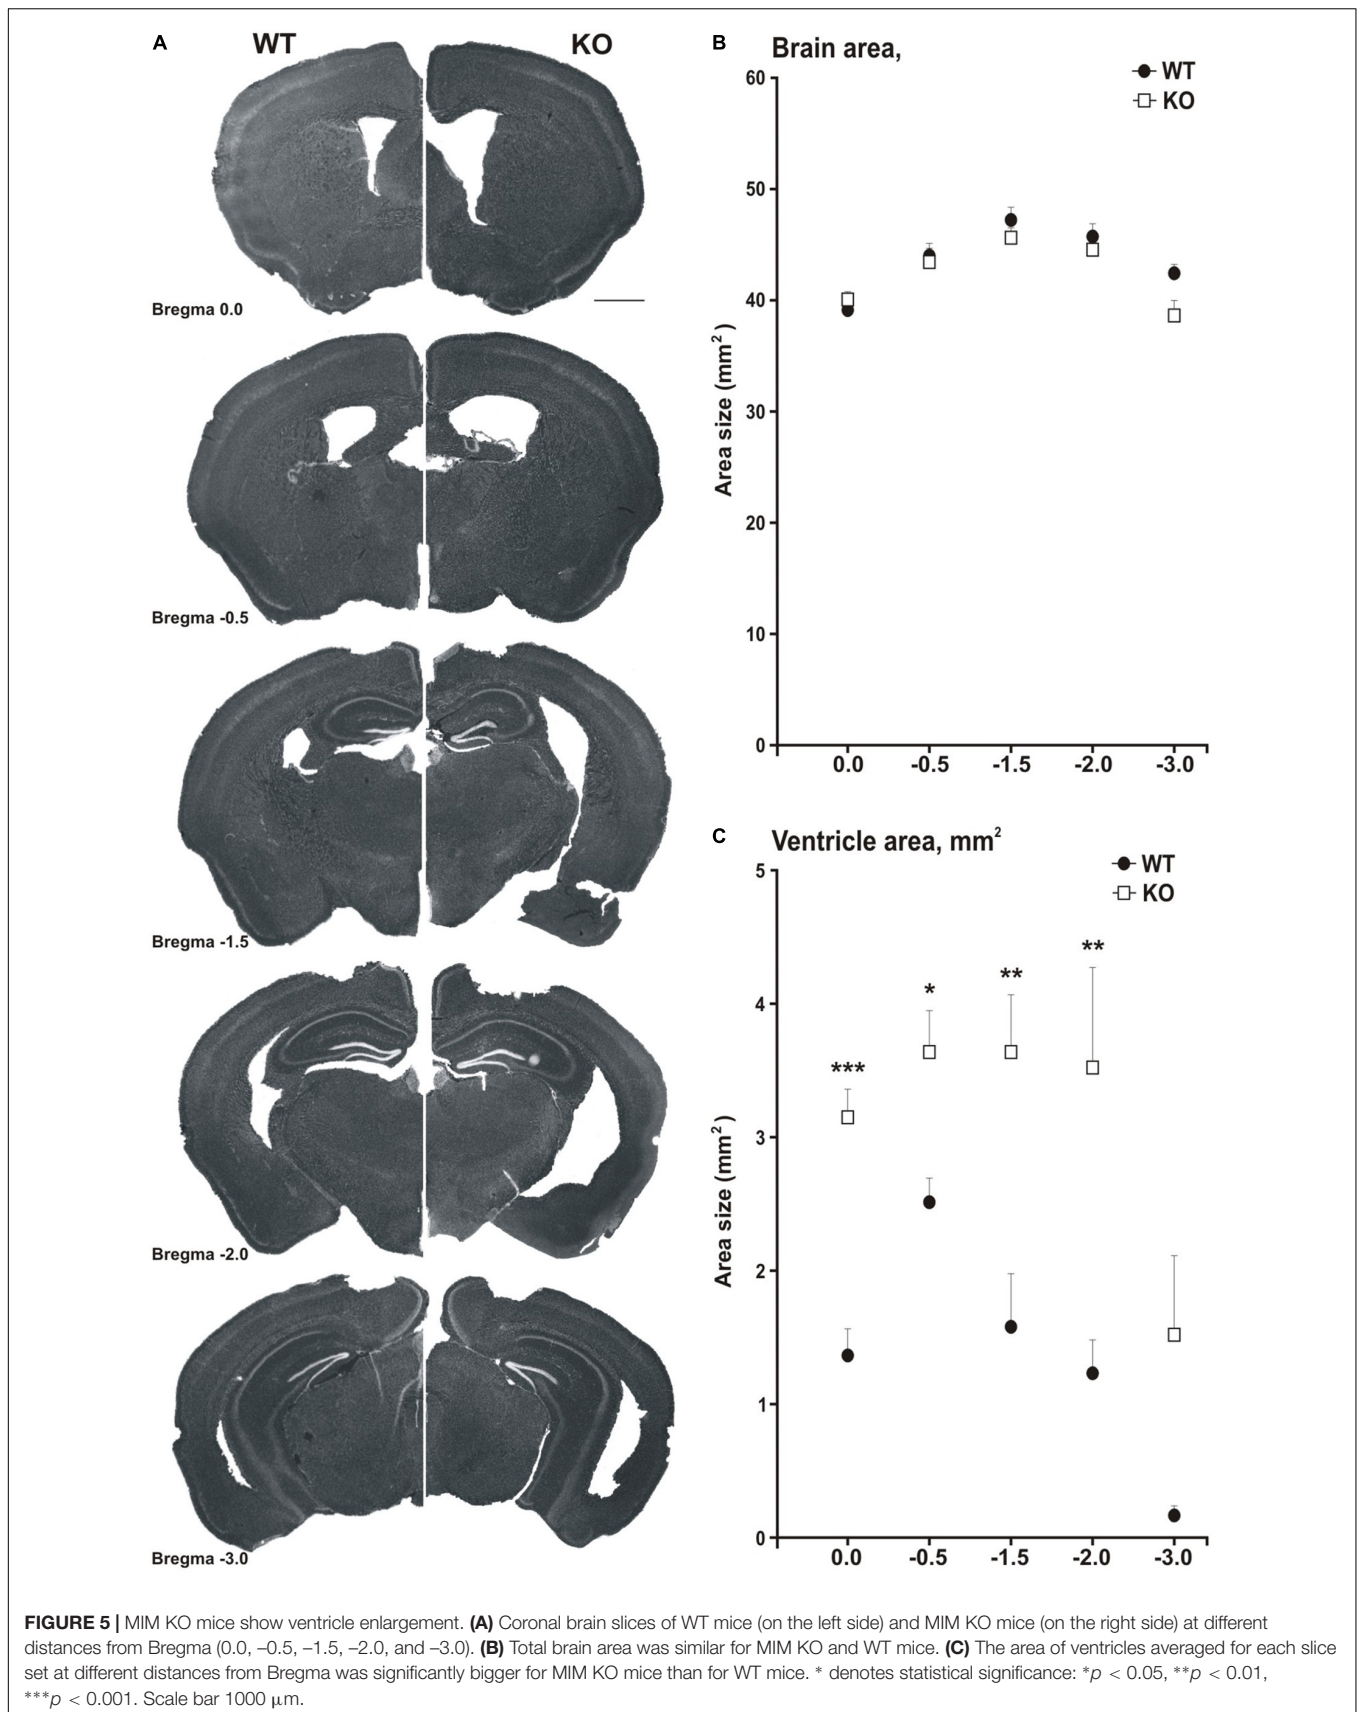 A
WT
KO
Bregma 0.0
Bregma -0.5
Bregma -1.5
Bregma -2.0
Bregma -3.0
B
Brain area,
WT
KO
60
50
40
30
20
10
0
Area size (mm²)
0.0 -0.5 -1.5 -2.0 -3.0
C
Ventricle area, mm²
WT
KO
5
4
3
2
1
0
***
*
**
**
Area size (mm²)
0.0 -0.5 -1.5 -2.0 -3.0
FIGURE 5 | MIM KO mice show ventricle enlargement. (A) Coronal brain slices of WT mice (on the left side) and MIM KO mice (on the right side) at different
distances from Bregma (0.0, –0.5, –1.5, –2.0, and –3.0). (B) Total brain area was similar for MIM KO and WT mice. (C) The area of ventricles averaged for each slice
set at different distances from Bregma was significantly bigger for MIM KO mice than for WT mice. * denotes statistical significance: *p < 0.05, **p < 0.01,
***p < 0.001. Scale bar 1000 μm.